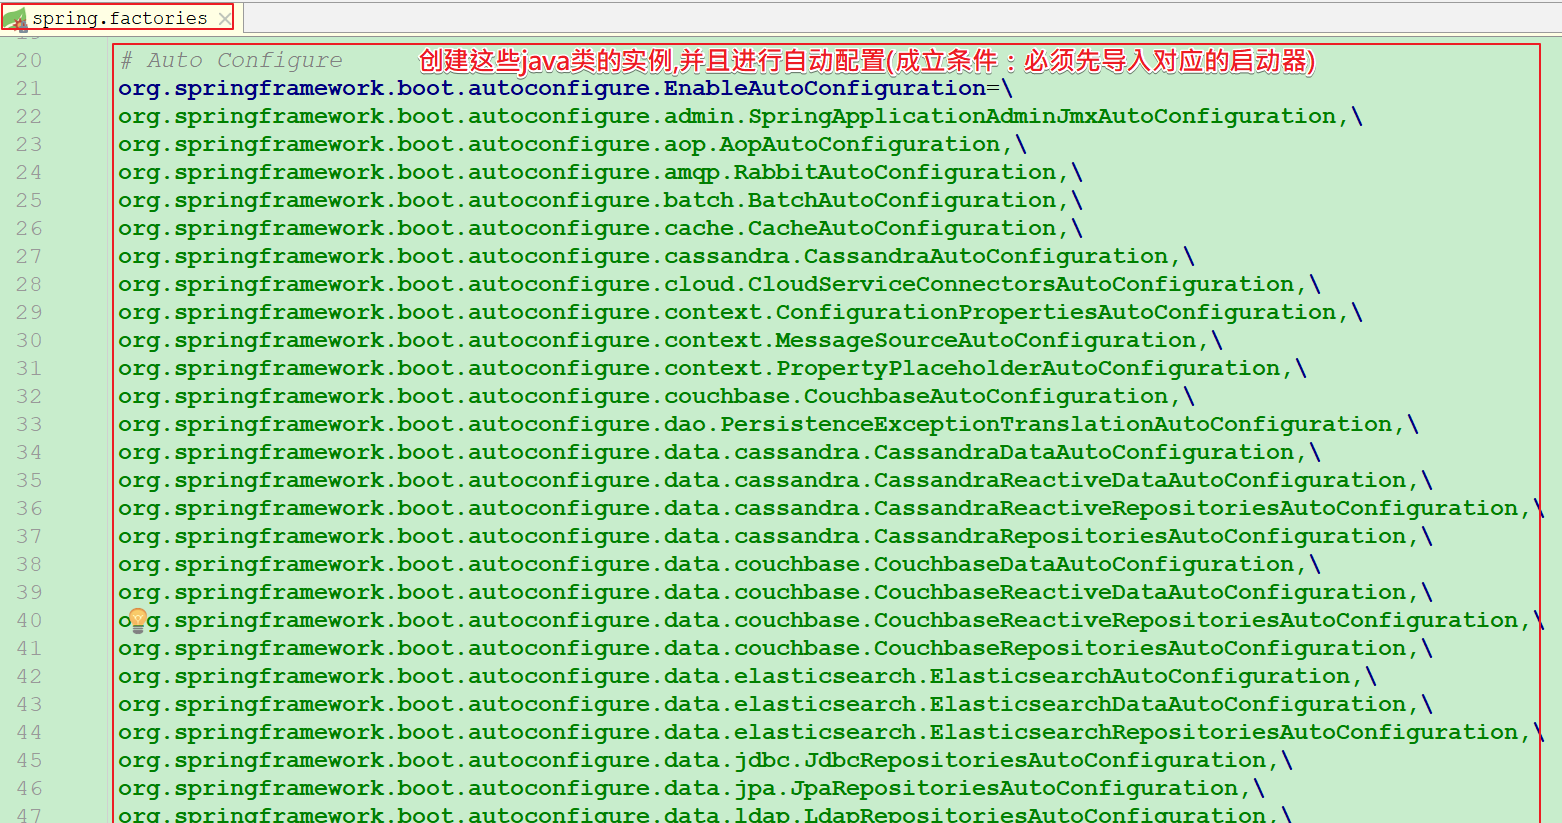 spring.factories
20 # Auto Configure 创建这些java类的实例,并且进行自动配置(成立条件：必须先导入对应的启动器)
21 org.springframework.boot.autoconfigure.EnableAutoConfiguration=\
22 org.springframework.boot.autoconfigure.admin.SpringApplicationAdminJmxAutoConfiguration,\
23 org.springframework.boot.autoconfigure.aop.AopAutoConfiguration,\
24 org.springframework.boot.autoconfigure.amqp.RabbitAutoConfiguration,\
25 org.springframework.boot.autoconfigure.batch.BatchAutoConfiguration,\
26 org.springframework.boot.autoconfigure.cache.CacheAutoConfiguration,\
27 org.springframework.boot.autoconfigure.cassandra.CassandraAutoConfiguration,\
28 org.springframework.boot.autoconfigure.cloud.CloudServiceConnectorsAutoConfiguration,\
29 org.springframework.boot.autoconfigure.context.ConfigurationPropertiesAutoConfiguration,\
30 org.springframework.boot.autoconfigure.context.MessageSourceAutoConfiguration,\
31 org.springframework.boot.autoconfigure.context.PropertyPlaceholderAutoConfiguration,\
32 org.springframework.boot.autoconfigure.couchbase.CouchbaseAutoConfiguration,\
33 org.springframework.boot.autoconfigure.dao.PersistenceExceptionTranslationAutoConfiguration,\
34 org.springframework.boot.autoconfigure.data.cassandra.CassandraDataAutoConfiguration,\
35 org.springframework.boot.autoconfigure.data.cassandra.CassandraReactiveDataAutoConfiguration,\
36 org.springframework.boot.autoconfigure.data.cassandra.CassandraReactiveRepositoriesAutoConfiguration,\
37 org.springframework.boot.autoconfigure.data.cassandra.CassandraRepositoriesAutoConfiguration,\
38 org.springframework.boot.autoconfigure.data.couchbase.CouchbaseDataAutoConfiguration,\
39 org.springframework.boot.autoconfigure.data.couchbase.CouchbaseReactiveDataAutoConfiguration,\
40 org.springframework.boot.autoconfigure.data.couchbase.CouchbaseReactiveRepositoriesAutoConfiguration,\
41 org.springframework.boot.autoconfigure.data.couchbase.CouchbaseRepositoriesAutoConfiguration,\
42 org.springframework.boot.autoconfigure.data.elasticsearch.ElasticsearchAutoConfiguration,\
43 org.springframework.boot.autoconfigure.data.elasticsearch.ElasticsearchDataAutoConfiguration,\
44 org.springframework.boot.autoconfigure.data.elasticsearch.ElasticsearchRepositoriesAutoConfiguration,\
45 org.springframework.boot.autoconfigure.data.jdbc.JdbcRepositoriesAutoConfiguration,\
46 org.springframework.boot.autoconfigure.data.jpa.JpaRepositoriesAutoConfiguration,\
47 org.springframework.boot.autoconfigure.data.ldap.LdapRepositoriesAutoConfiguration,\